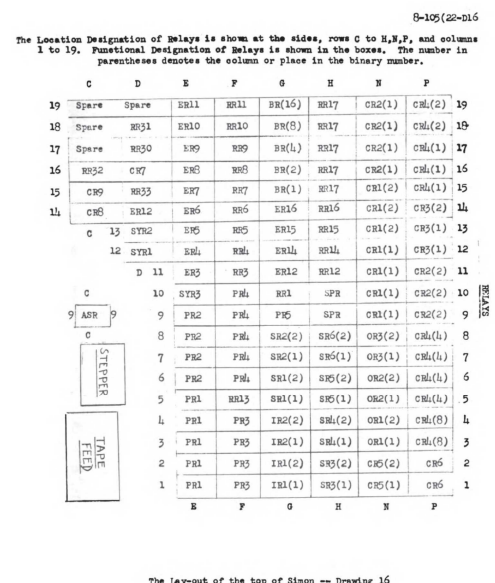 8-105(22-D16
The Location Designation of Relays is shown at the sides, rows C to H,N,P, and columns
1 to 19. Functional Designation of Relays is shown in the boxes. The number in
parentheses denotes the column or place in the binary number.
C D E F G H N P
19 Spare Spare ER11 RR11 BR(16) RR17 CR2(1) CR4(2) 19
18 Spare RR31 ER10 RR10 BR(8) RR17 CR2(1) CR4(2) 18
17 Spare RR30 ER9 RR9 BR(4) RR17 CR2(1) CR4(1) 17
16 RR32 CR7 ER8 RR8 BR(2) RR17 CR2(1) CR4(1) 16
15 CR9 RR33 ER7 RR7 BR(1) RR17 CR1(2) CR4(1) 15
14 CR8 ER12 ER6 RR6 ER16 RR16 CR1(2) CR3(2) 14
C 13 SYR2 ER5 RR5 ER15 RR15 CR1(2) CR3(1) 13
12 SYR1 ER4 RR4 ER14 RR14 CR1(1) CR3(1) 12
D 11 ER3 RR3 ER12 RR12 CR1(1) CR2(2) 11
C 10 SYR3 PR4 RR1 SPR CR1(1) CR2(2) 10
9 ASR 9 9 PR2 PR4 PR5 SPR CR1(1) CR2(2) 9
C 8 PR2 PR4 SR2(2) SR6(2) OR3(2) CR4(4) 8
7 PR2 PR4 SR2(1) SR6(1) OR3(1) CR4(4) 7
6 PR2 PR4 SR1(2) SR5(2) OR2(2) CR4(4) 6
5 PR1 RR13 SR1(1) SR5(1) OR2(1) CR4(4) 5
4 PR1 PR3 IR2(2) SR4(2) OR1(2) CR4(8) 4
3 PR1 PR3 IR2(1) SR4(1) OR1(1) CR4(8) 3
2 PR1 PR3 IR1(2) SR3(2) CR5(2) CR6 2
1 PR1 PR3 IR1(1) SR3(1) CR5(1) CR6 1
E F G H N P
STEPPER
TAPE
FEED
RELAYS
The Lay-out of the top of Simon -- Drawing 16